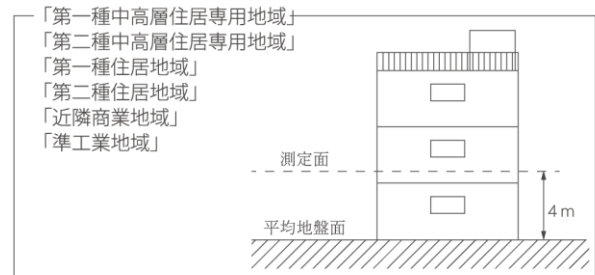 「第一種中高層住居専用地域」
「第二種中高層住居専用地域」
「第一種住居地域」
「第二種住居地域」
「近隣商業地域」
「準工業地域」
測定面
4m
平均地盤面